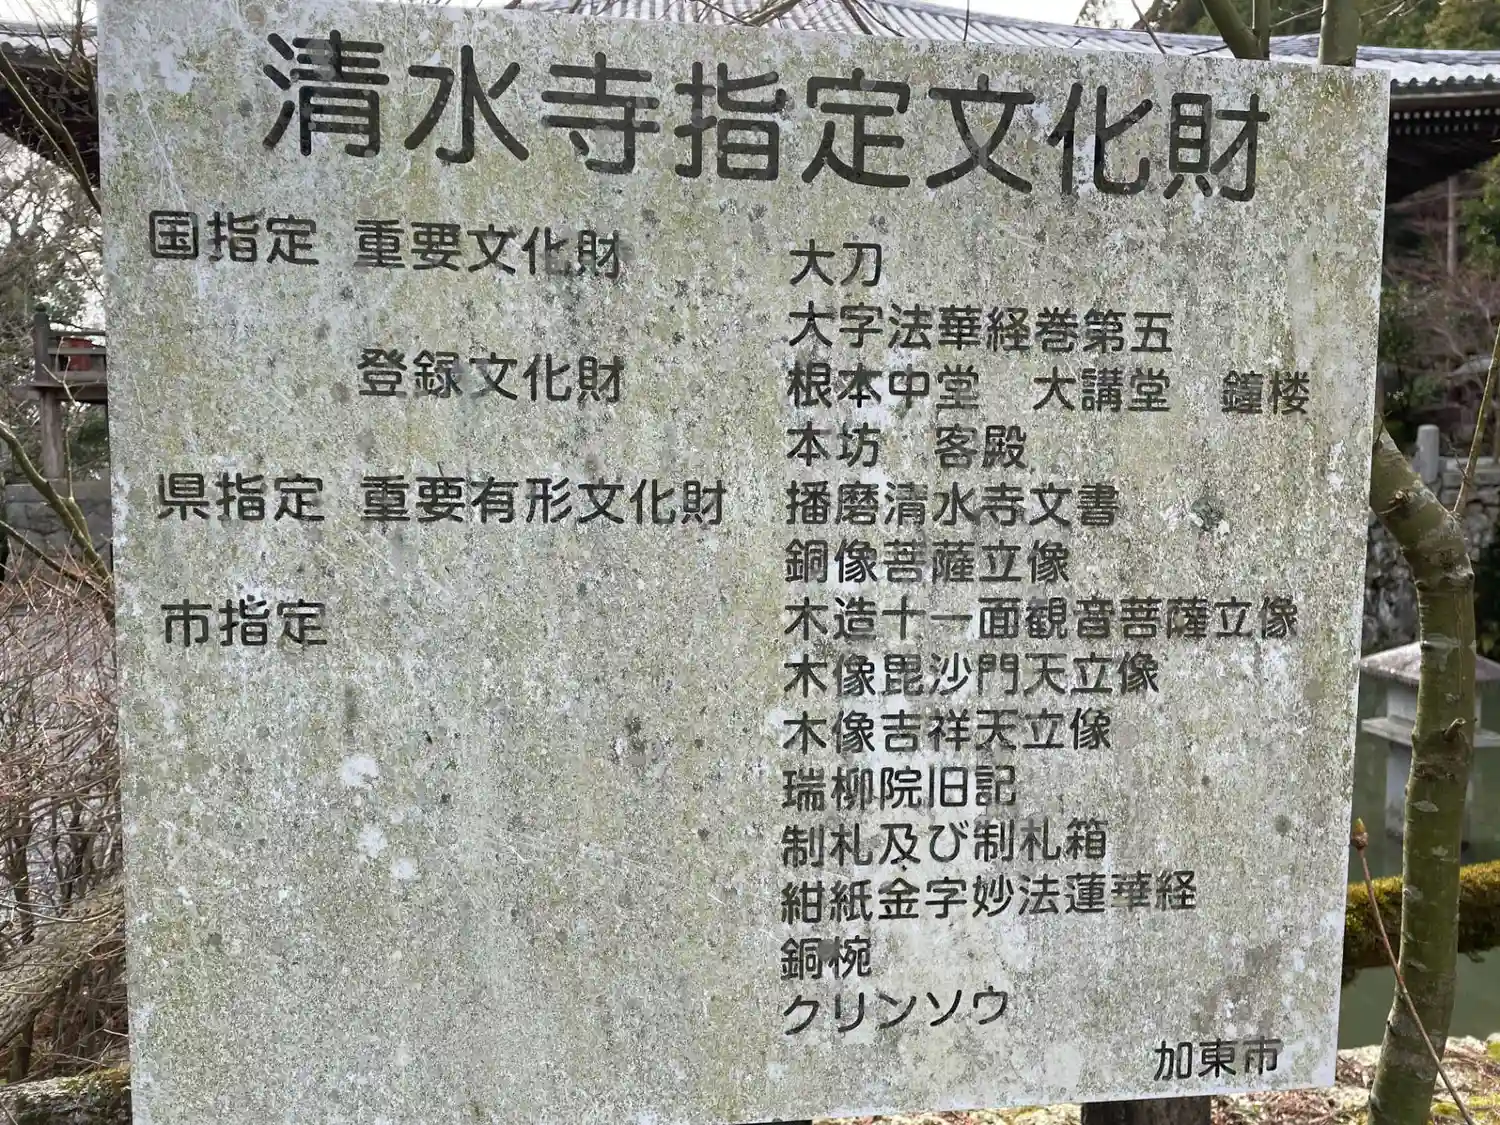 清水寺指定文化財
国指定 重要文化財 大刀
大字法華経巻第五
登録文化財 根本中堂 大講堂 鐘楼
本坊 客殿
県指定 重要有形文化財 播磨清水寺文書
銅像菩薩立像
市指定 木造十一面観音菩薩立像
木像毘沙門天立像
木像吉祥天立像
瑞柳院旧記
制札及び制札箱
紺紙金字妙法蓮華経
銅椀
クリンソウ
加東市